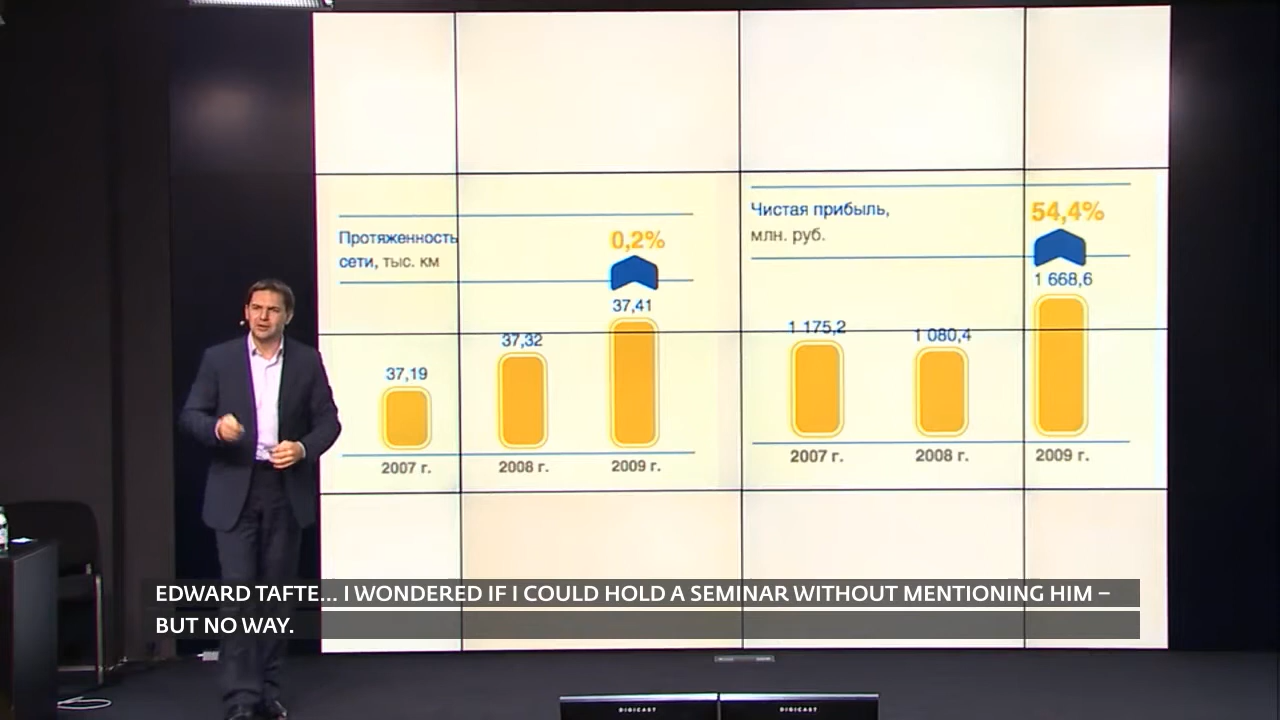 Протяженность
сети, тыс. км
0,2%
37,19
37,32
37,41
2007 г.
2008 г.
2009 г.
Чистая прибыль,
млн. руб.
54,4%
1 175,2
1 080,4
1 668,6
2007 г.
2008 г.
2009 г.
EDWARD TAFTE... I WONDERED IF I COULD HOLD A SEMINAR WITHOUT MENTIONING HIM –
BUT NO WAY.
DIGICAST
DIGICAST